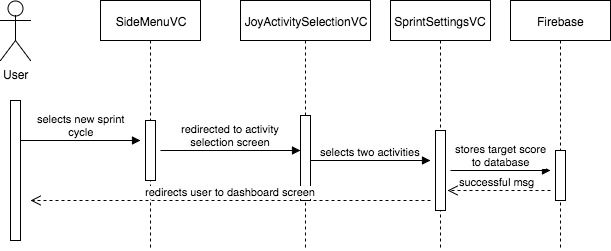 SideMenuVC
JoyActivitySelectionVC
SprintSettingsVC
Firebase
User
selects new sprint
cycle
redirected to activity
selection screen
selects two activities
stores target score
to database
successful msg
redirects user to dashboard screen